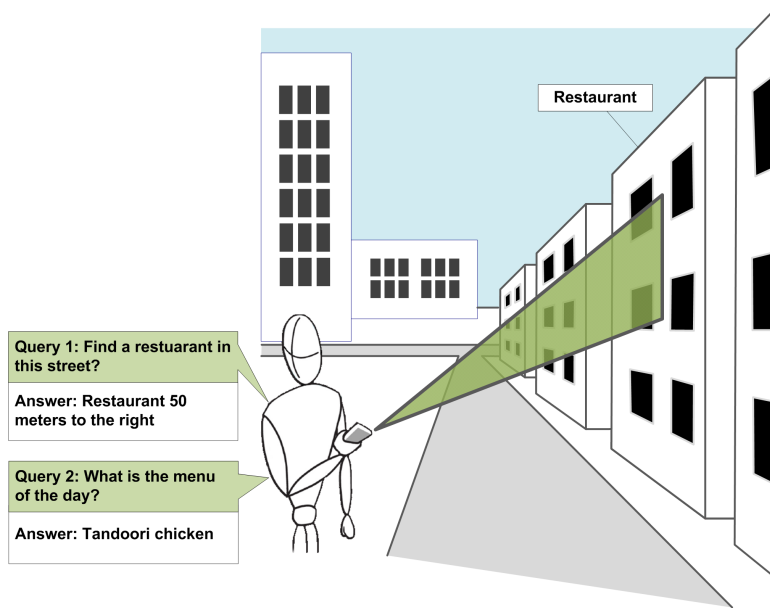 Restaurant
Query 1: Find a restuarant in
this street?
Answer: Restaurant 50
meters to the right
Query 2: What is the menu
of the day?
Answer: Tandoori chicken